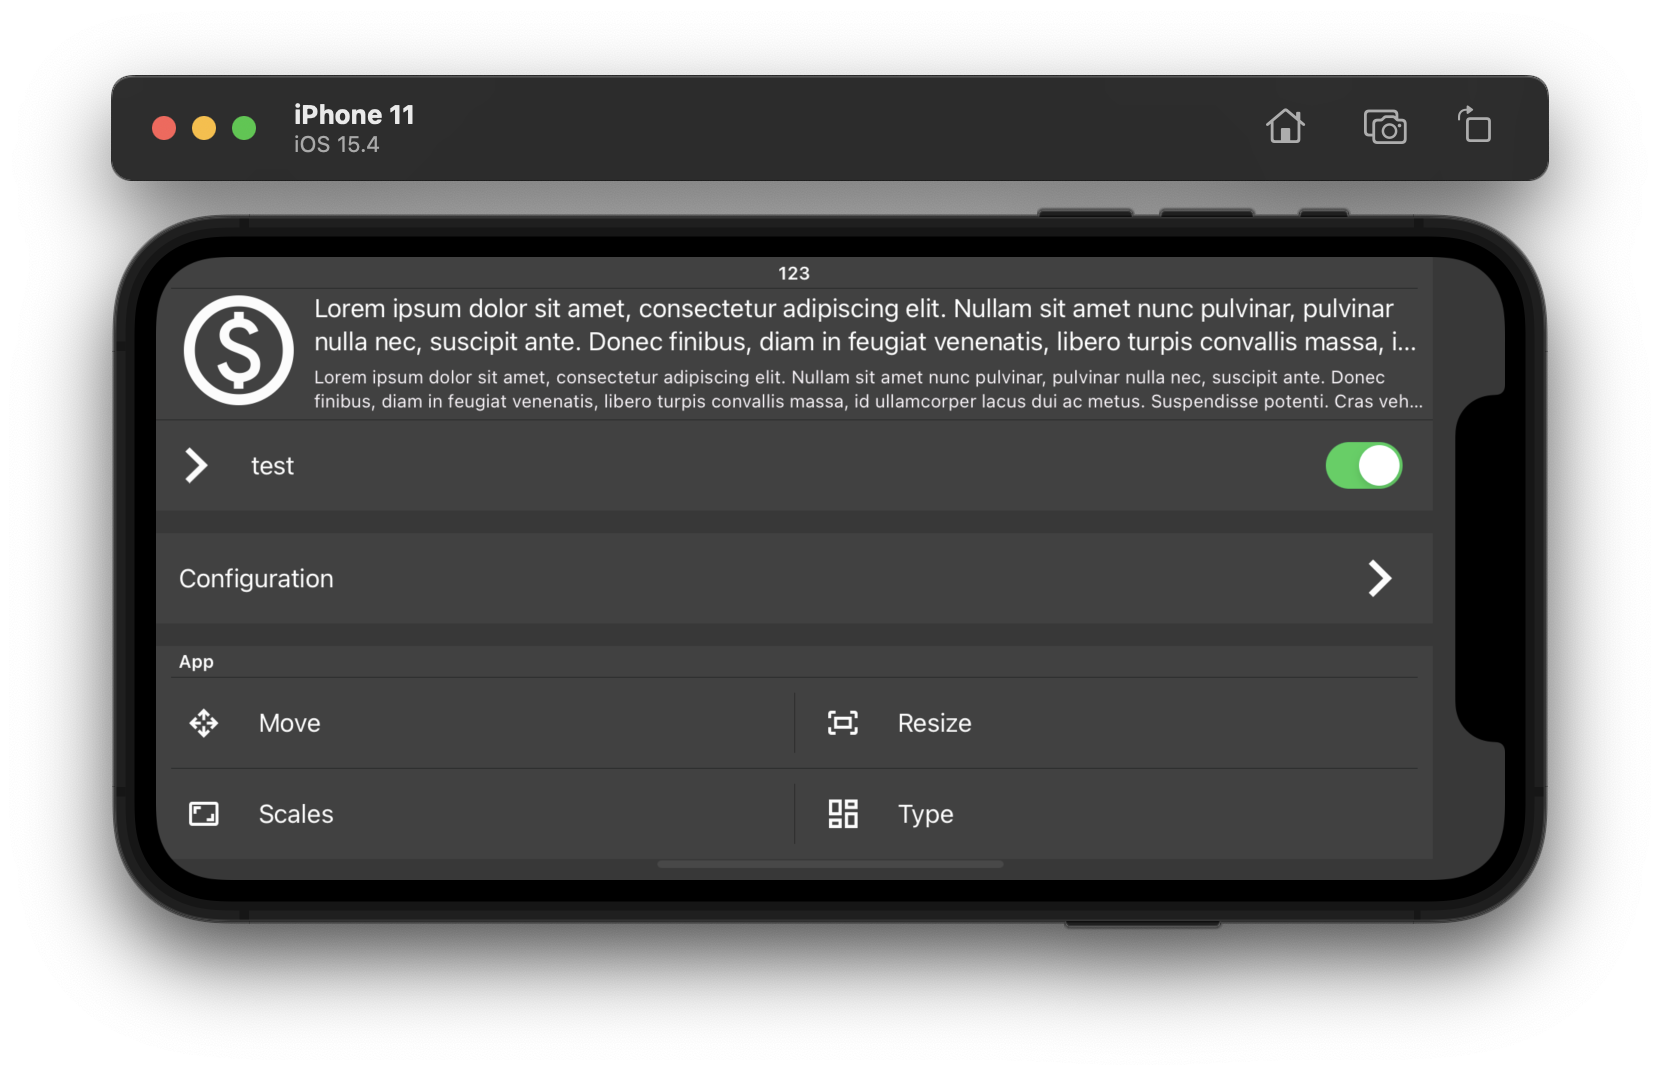 iPhone 11
iOS 15.4
123
Lorem ipsum dolor sit amet, consectetur adipiscing elit. Nullam sit amet nunc pulvinar, pulvinar
nulla nec, suscipit ante. Donec finibus, diam in feugiat venenatis, libero turpis convallis massa, i...
Lorem ipsum dolor sit amet, consectetur adipiscing elit. Nullam sit amet nunc pulvinar, pulvinar nulla nec, suscipit ante. Donec
finibus, diam in feugiat venenatis, libero turpis convallis massa, id ullamcorper lacus dui ac metus. Suspendisse potenti. Cras veh...
test
Configuration
App
Move
Resize
Scales
Type